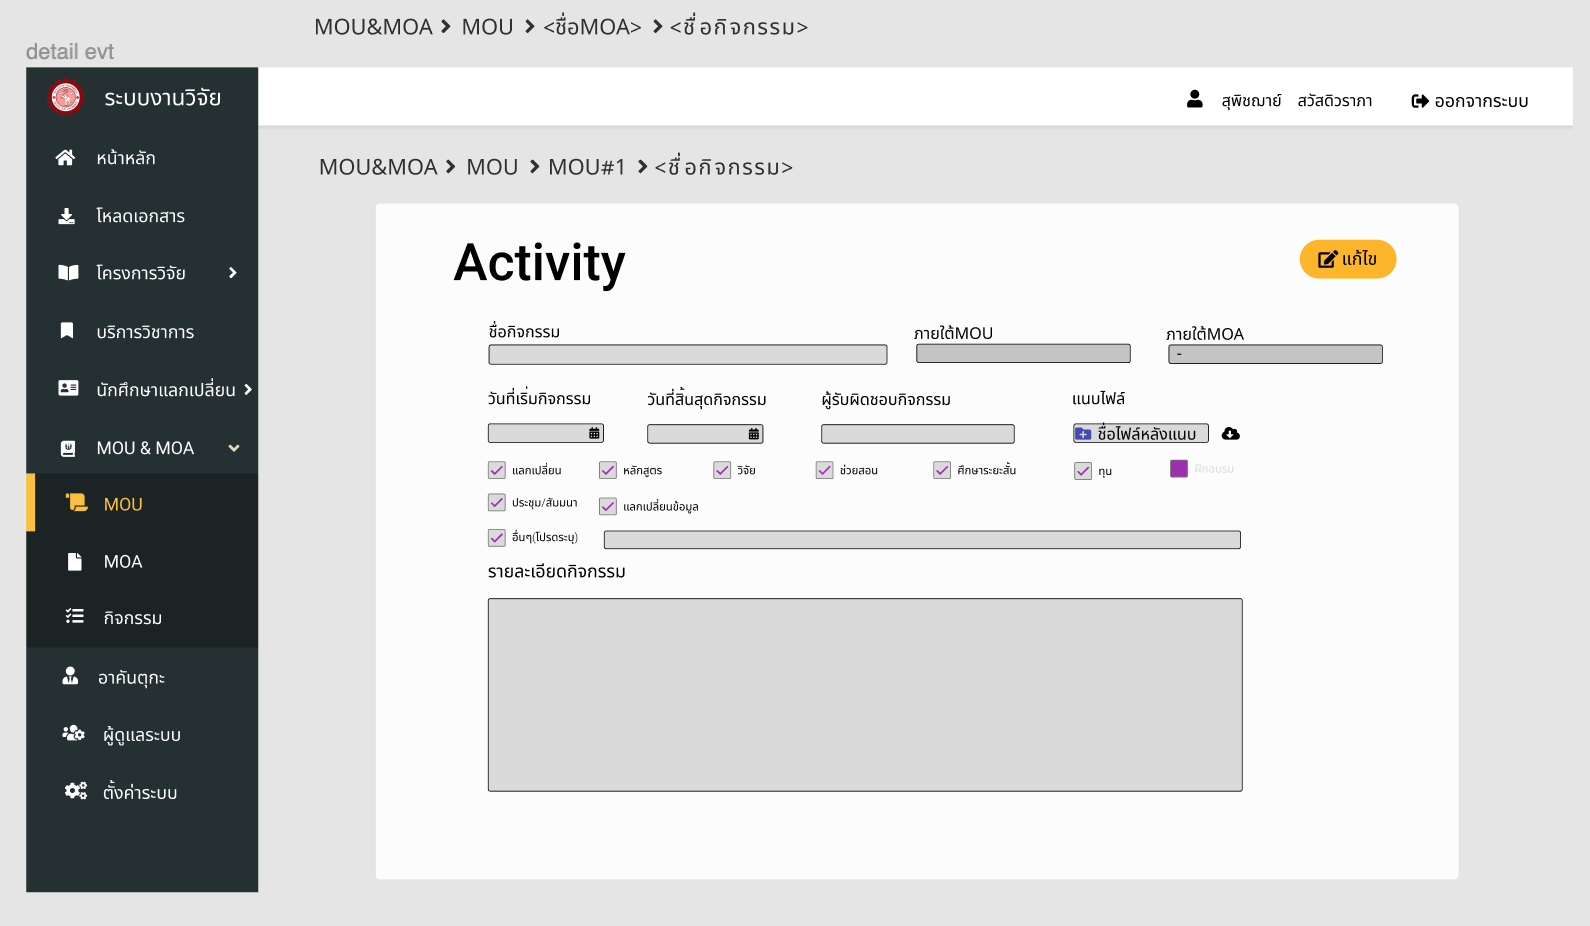 MOU&MOA MOU <ชื่อMOA> <ชื่อกิจกรรม>
detail evt
ระบบงานวิจัย
สุพิชฌาย์ สวัสดิวราภา ออกจากระบบ
หน้าหลัก
โหลดเอกสาร
โครงการวิจัย
บริการวิชาการ
นักศึกษาแลกเปลี่ยน
MOU & MOA
MOU
MOA
กิจกรรม
อาคันตุกะ
ผู้ดูแลระบบ
ตั้งค่าระบบ
MOU&MOA MOU MOU#1 <ชื่อกิจกรรม>
Activity
แก้ไข
ชื่อกิจกรรม ภายใต้MOU ภายใต้MOA
-
วันที่เริ่มกิจกรรม วันที่สิ้นสุดกิจกรรม ผู้รับผิดชอบกิจกรรม แนบไฟล์
ชื่อไฟล์หลังแนบ
แลกเปลี่ยน หลักสูตร วิจัย ช่วยสอน ศึกษาระยะสั้น ทุน ฝึกอบรม
ประชุม/สัมมนา แลกเปลี่ยนข้อมูล
อื่นๆ(โปรดระบุ)
รายละเอียดกิจกรรม